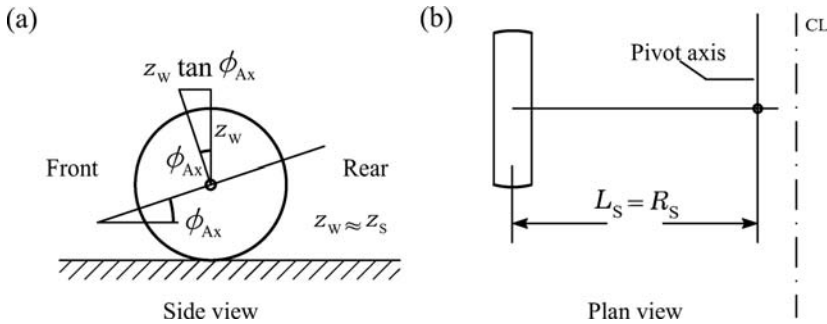 (a)
z_W tan ϕ_Ax
z_W
Front
ϕ_Ax
Rear
ϕ_Ax
z_W ≈ z_S
Side view
(b)
CL
Pivot axis
L_S = R_S
Plan view